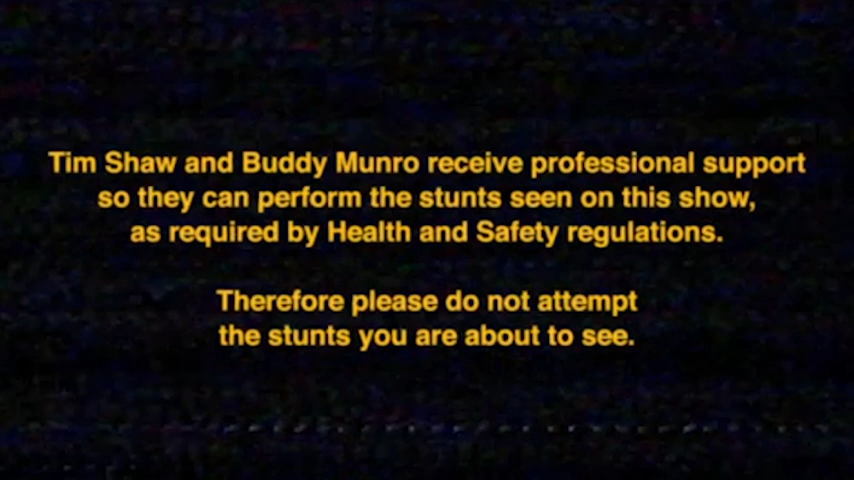 Tim Shaw and Buddy Munro receive professional support
so they can perform the stunts seen on this show,
as required by Health and Safety regulations.
Therefore please do not attempt
the stunts you are about to see.